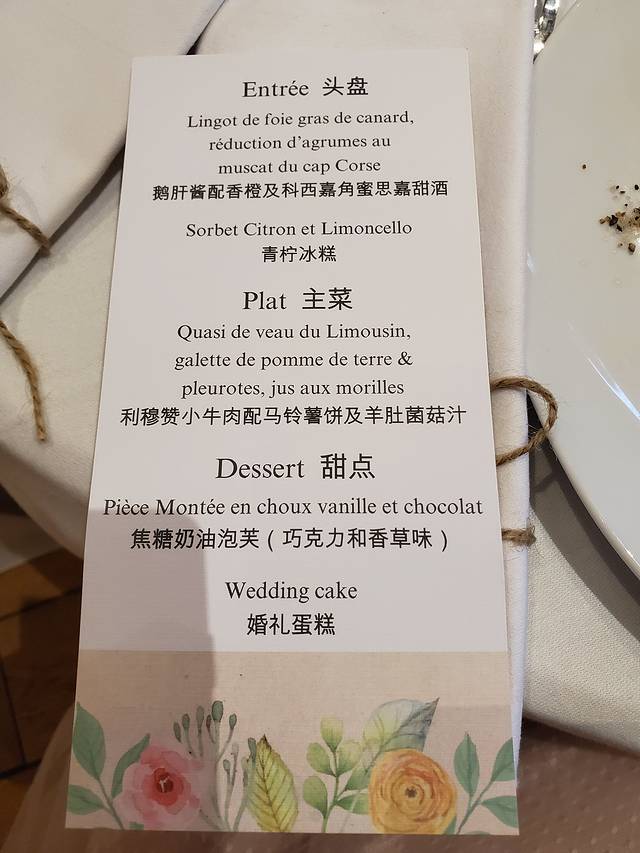 Entrée 头盘
Lingot de foie gras de canard,
réduction d'agrumes au
muscat du cap Corse
鹅肝酱配香橙及科西嘉角蜜思嘉甜酒
Sorbet Citron et Limoncello
青柠冰糕
Plat 主菜
Quasi de veau du Limousin,
galette de pomme de terre &
pleurotes, jus aux morilles
利穆赞小牛肉配马铃薯饼及羊肚菌菇汁
Dessert 甜点
Pièce Montée en choux vanille et chocolat
焦糖奶油泡芙（巧克力和香草味）
Wedding cake
婚礼蛋糕